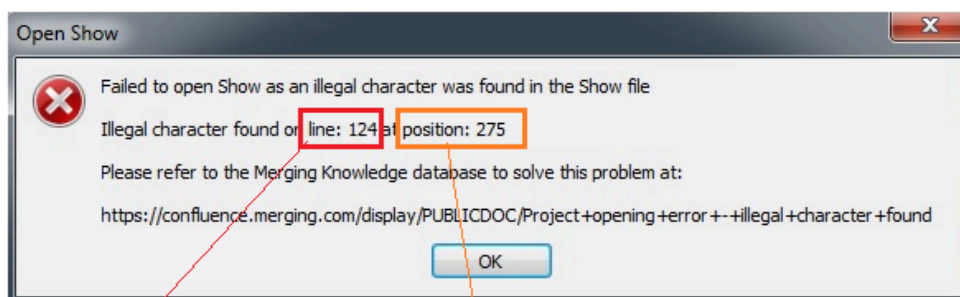 Open Show
X
Failed to open Show as an illegal character was found in the Show file
Illegal character found on line: 124 at position: 275
Please refer to the Merging Knowledge database to solve this problem at:
https://confluence.merging.com/display/PUBLICDOC/Project+opening+error+-+illegal+character+found
OK